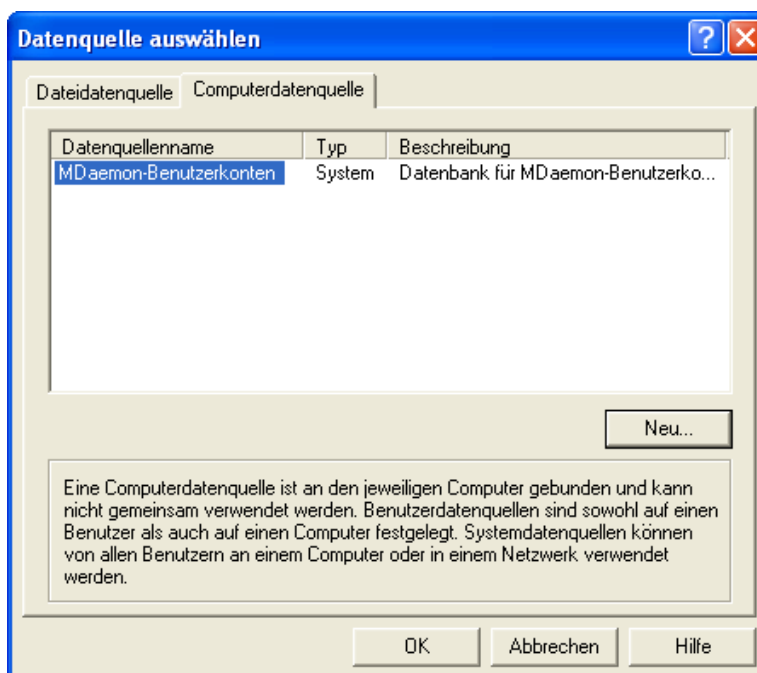 Datenquelle auswählen
Dateidatenquelle Computerdatenquelle
Datenquellenname Typ Beschreibung
MDaemon-Benutzerkonten System Datenbank für MDaemon-Benutzerko...
Neu...
Eine Computerdatenquelle ist an den jeweiligen Computer gebunden und kann
nicht gemeinsam verwendet werden. Benutzerdatenquellen sind sowohl auf einen
Benutzer als auch auf einen Computer festgelegt. Systemdatenquellen können
von allen Benutzern an einem Computer oder in einem Netzwerk verwendet
werden.
OK Abbrechen Hilfe